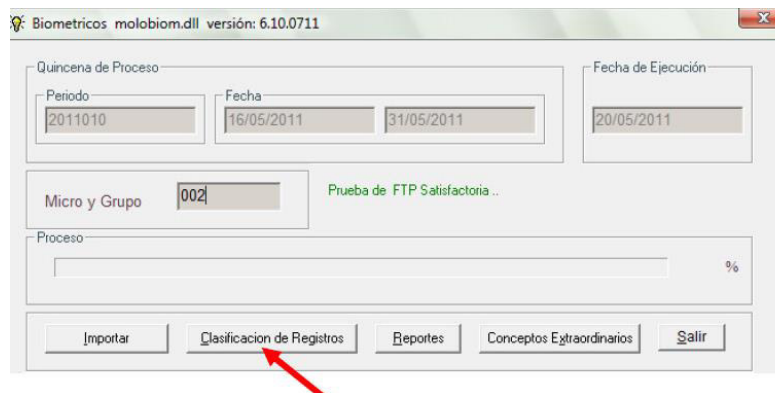 Biometricos molobiom.dll versión: 6.10.0711
X
Quincena de Proceso
Fecha de Ejecución
Periodo
Fecha
2011010
16/05/2011
31/05/2011
20/05/2011
Micro y Grupo
002
Prueba de FTP Satisfactoria ..
Proceso
%
Importar
Clasificacion de Registros
Reportes
Conceptos Extraordinarios
Salir